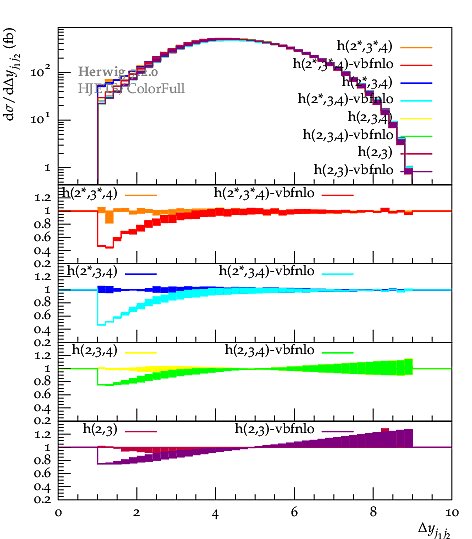 dσ/dΔy_{j1j2} (fb)
10²
10¹
1
h(2*,3*,4)
h(2*,3*,4)-vbfnlo
h(2*,3,4)
h(2*,3,4)-vbfnlo
h(2,3,4)
h(2,3,4)-vbfnlo
h(2,3)
h(2,3)-vbfnlo
Herwig
ColorFull
h(2*,3*,4) h(2*,3*,4)-vbfnlo
1.2
1
0.8
0.6
0.4
0.2
h(2*,3,4) h(2*,3,4)-vbfnlo
1.2
1
0.8
0.6
0.4
0.2
h(2,3,4) h(2,3,4)-vbfnlo
1.2
1
0.8
0.6
0.4
0.2
h(2,3) h(2,3)-vbfnlo
1.2
1
0.8
0.6
0.4
0.2
0 2 4 6 8 10
Δy_{j1j2}